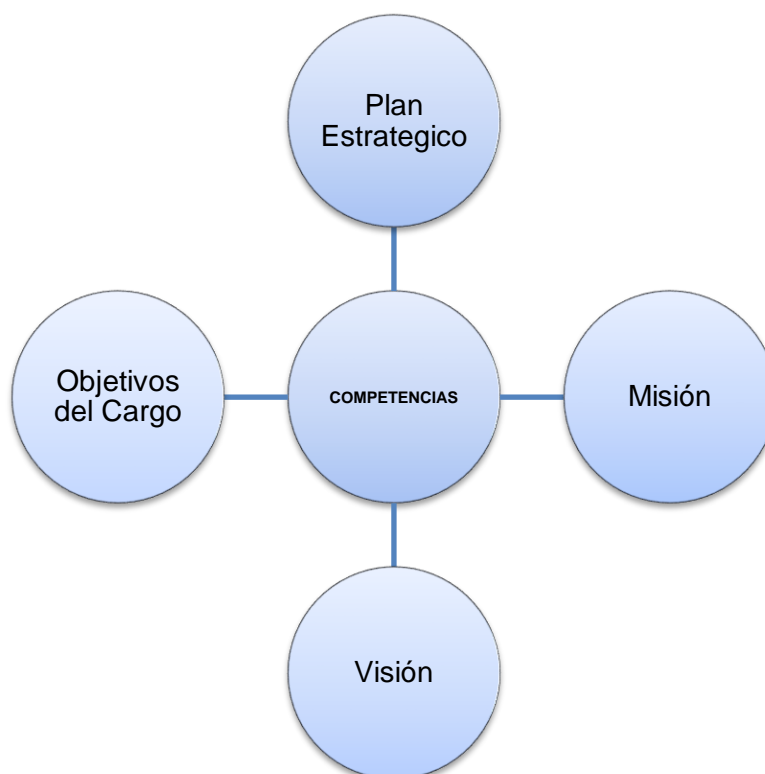 Plan
Estrategico
Objetivos
del Cargo
COMPETENCIAS
Misión
Visión